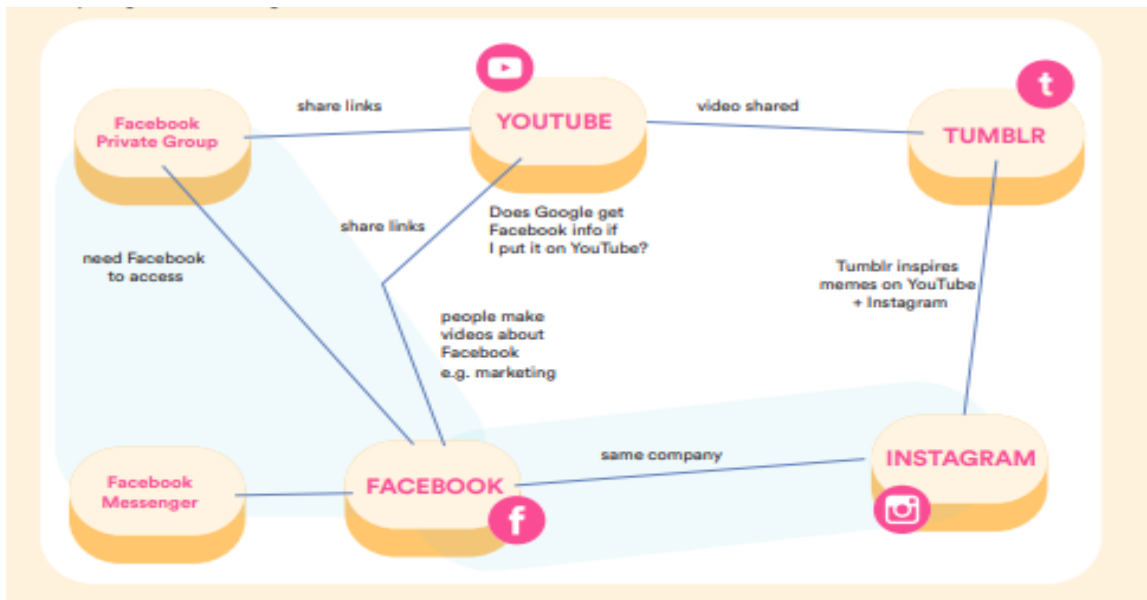 share links
YOUTUBE
video shared
t
TUMBLR
Facebook
Private Group
share links
Does Google get
Facebook info if
I put it on YouTube?
need Facebook
to access
Tumblr inspires
memes on YouTube
+ Instagram
people make
videos about
Facebook
e.g. marketing
same company
INSTAGRAM
Facebook
Messenger
FACEBOOK
f